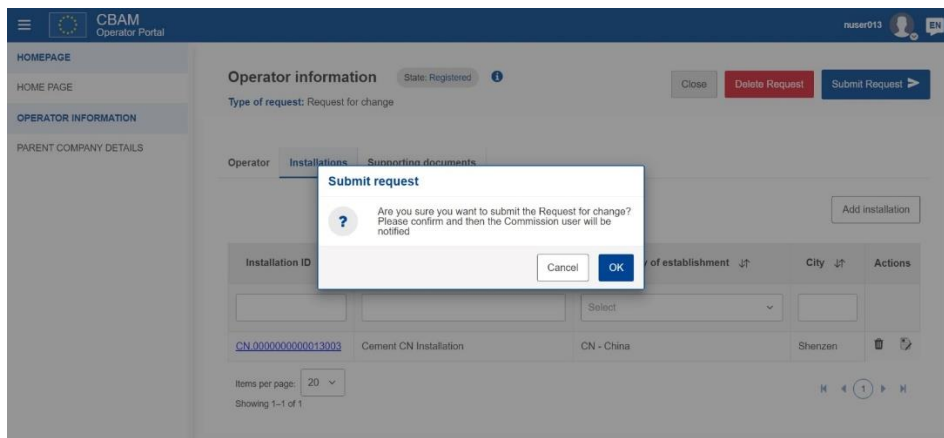 CBAM
Operator Portal
nuser013
EN
HOMEPAGE
HOME PAGE
OPERATOR INFORMATION
PARENT COMPANY DETAILS
Operator information
State: Registered
Close
Delete Request
Submit Request
Type of request: Request for change
Operator
Installations
Supporting documents
Submit request
?
Are you sure you want to submit the Request for change?
Please confirm and then the Commission user will be
notified
Cancel
OK
Add installation
Installation ID
of establishment
City
Actions
Select
CN.0000000000013003
Cement CN Installation
CN - China
Shenzen
Items per page:
20
1
Showing 1–1 of 1